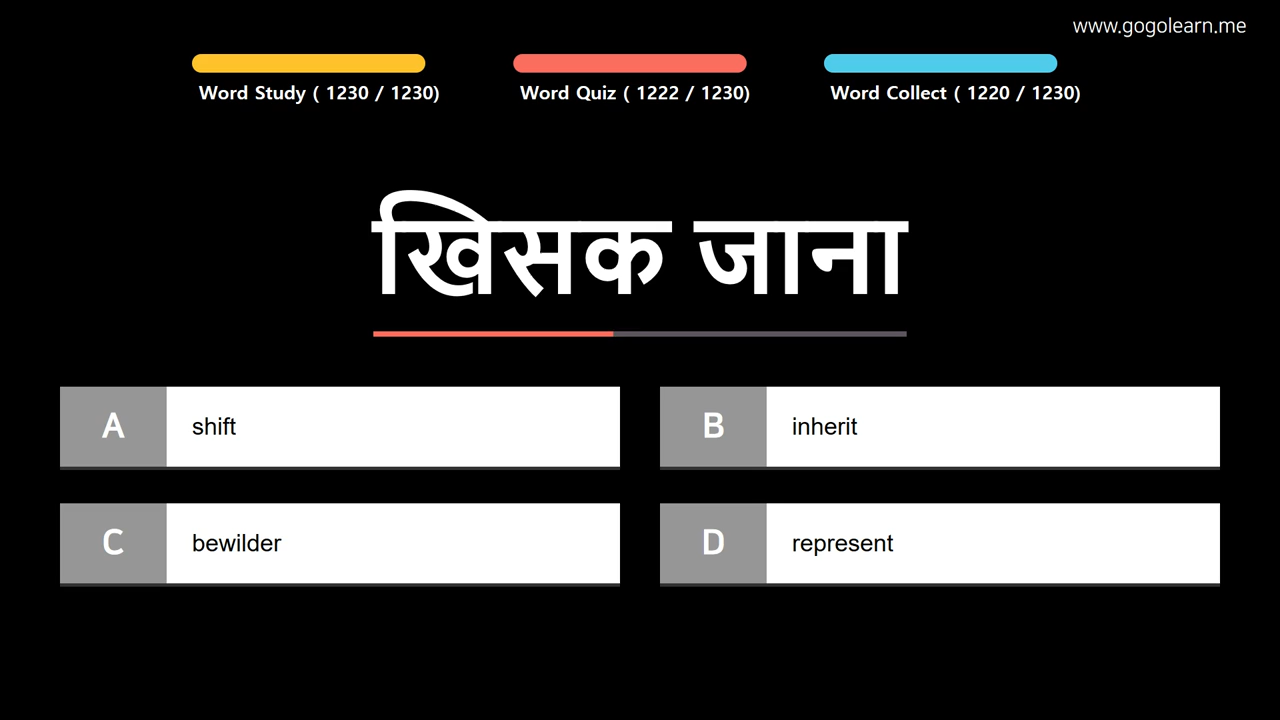 www.gogolearn.me
Word Study ( 1230 / 1230)
Word Quiz ( 1222 / 1230)
Word Collect ( 1220 / 1230)
खिसक जाना
A shift
B inherit
C bewilder
D represent